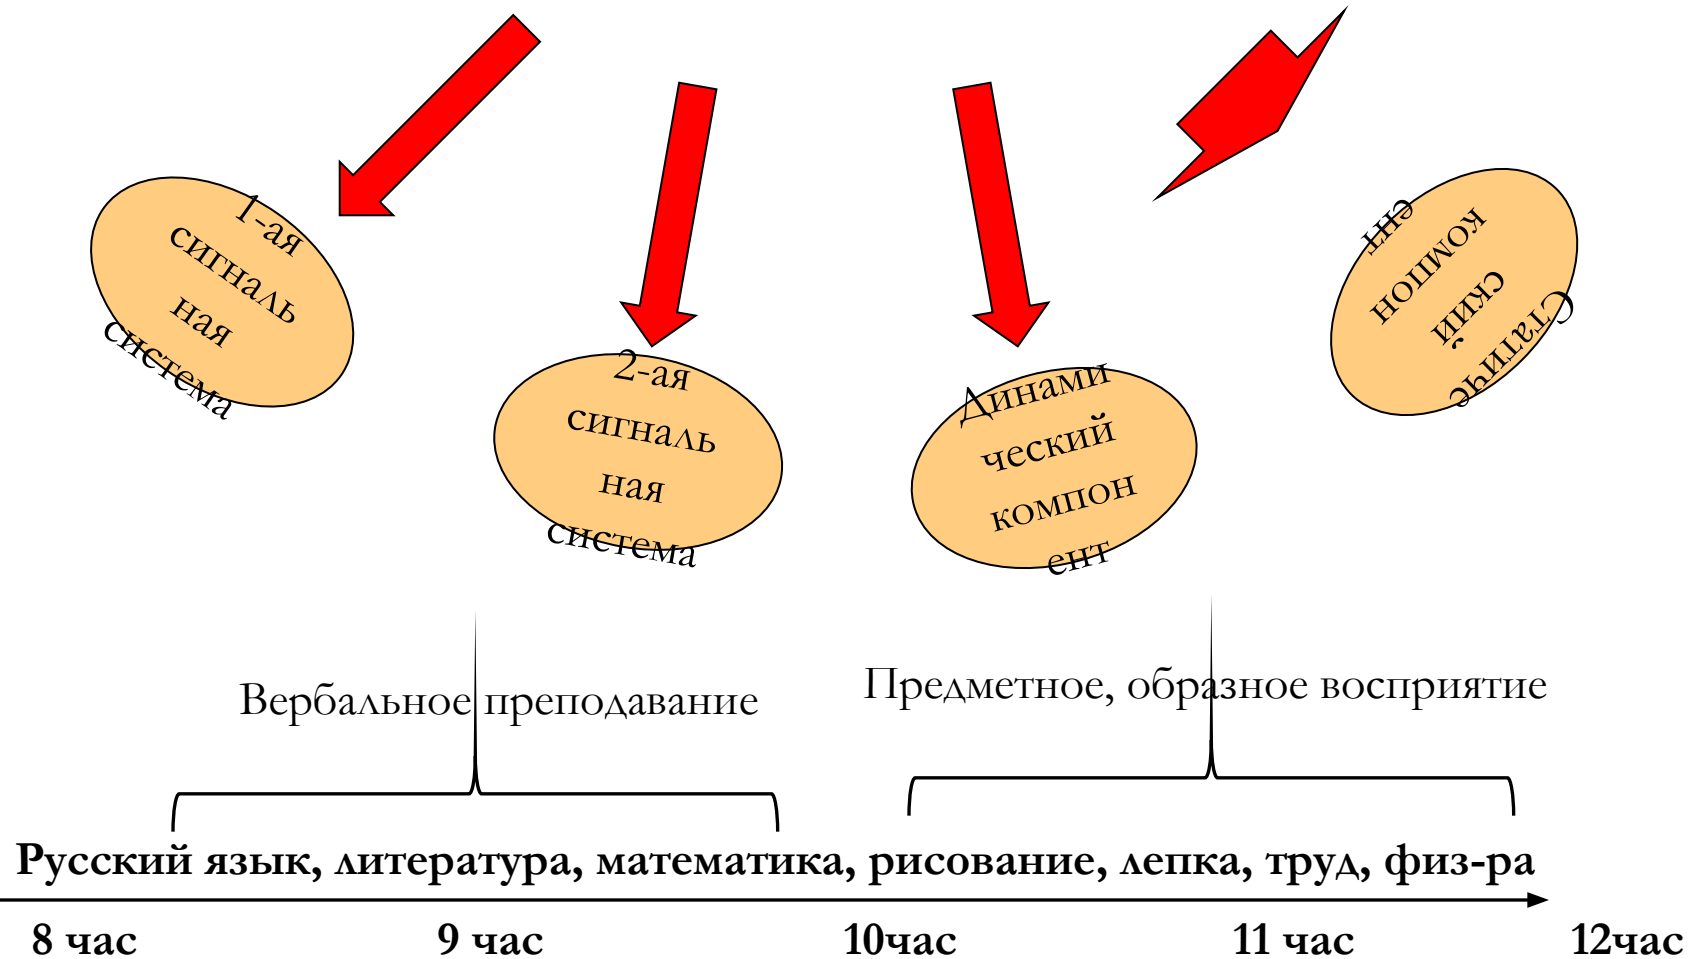 1-ая
сигналь
ная
система
2-ая
сигналь
ная
система
Динами
ческий
компон
ент
Статиче
ский
компон
ент
Вербальное преподавание
Предметное, образное восприятие
Русский язык, литература, математика, рисование, лепка, труд, физ-ра
8 час 9 час 10час 11 час 12час